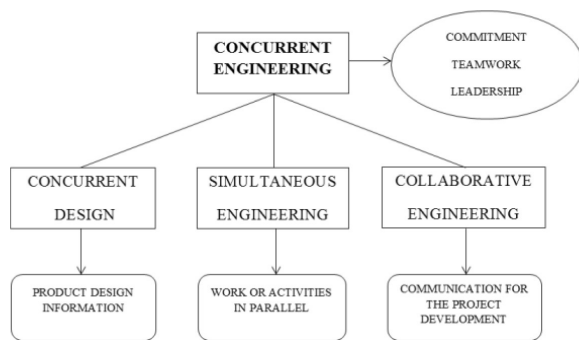 CONCURRENT
ENGINEERING
COMMITMENT
TEAMWORK
LEADERSHIP
CONCURRENT
DESIGN
SIMULTANEOUS
ENGINEERING
COLLABORATIVE
ENGINEERING
PRODUCT DESIGN
INFORMATION
WORK OR ACTIVITIES
IN PARALLEL
COMMUNICATION FOR
THE PROJECT
DEVELOPMENT